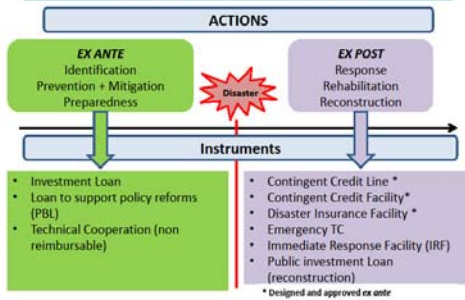 ACTIONS
EX ANTE
Identification
Prevention + Mitigation
Preparedness
Disaster
EX POST
Response
Rehabilitation
Reconstruction
Instruments
• Investment Loan
• Loan to support policy reforms
(PBL)
• Technical Cooperation (non
reimbursable)
• Contingent Credit Line *
• Contingent Credit Facility*
• Disaster Insurance Facility *
• Emergency TC
• Immediate Response Facility (IRF)
• Public investment Loan
(reconstruction)
* Designed and approved ex ante